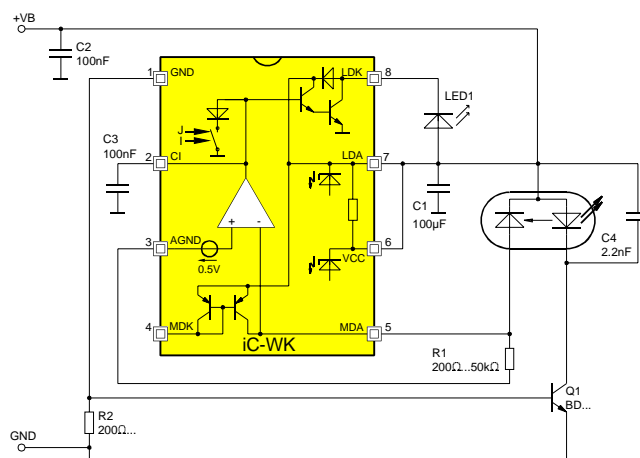 +VB
C2
100nF
1
GND
LDK
8
LED1
J
I
C3
100nF
2
CI
LDA
7
C1
100µF
+
-
3
AGND
0.5V
VCC
6
C4
2.2nF
4
MDK
MDA
5
iC-WK
R1
200Ω...50kΩ
Q1
BD...
R2
200Ω...
GND